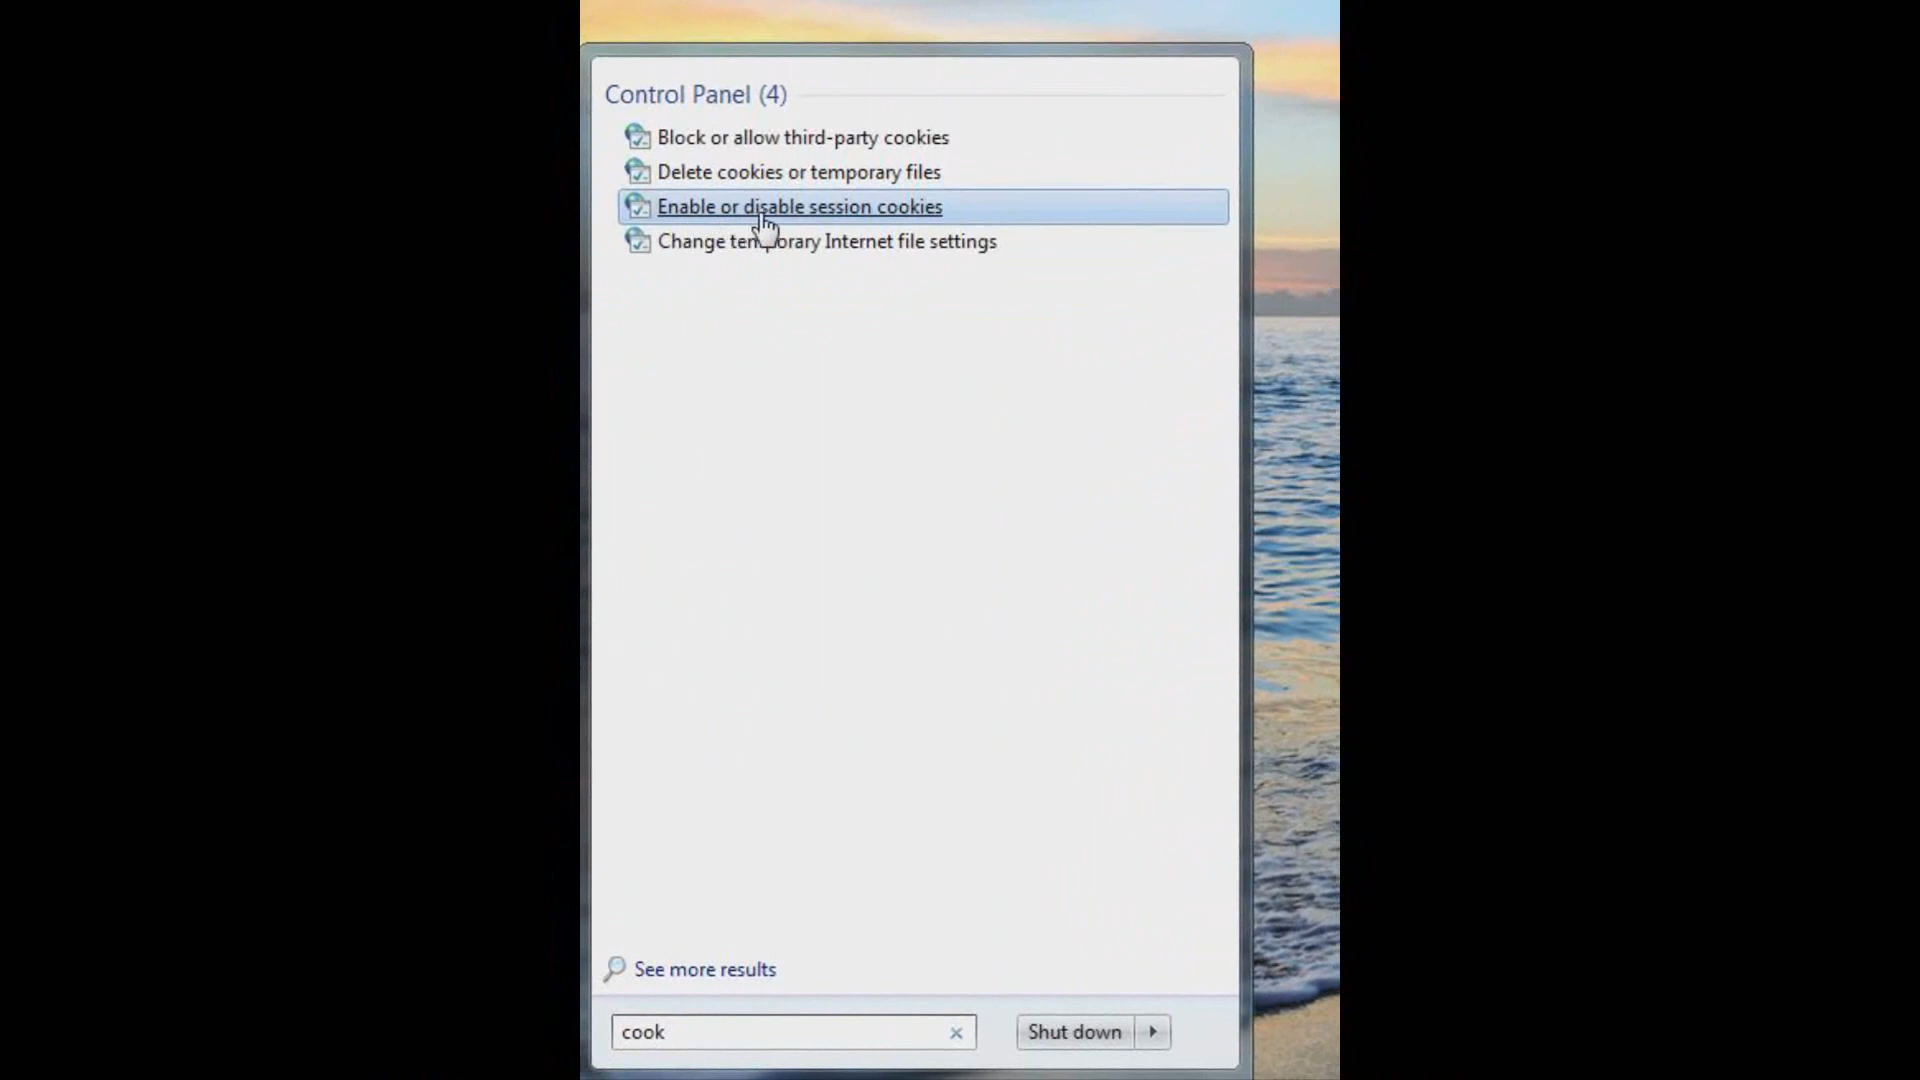 Control Panel (4)
Block or allow third-party cookies
Delete cookies or temporary files
Enable or disable session cookies
Change temporary Internet file settings
See more results
cook
Shut down